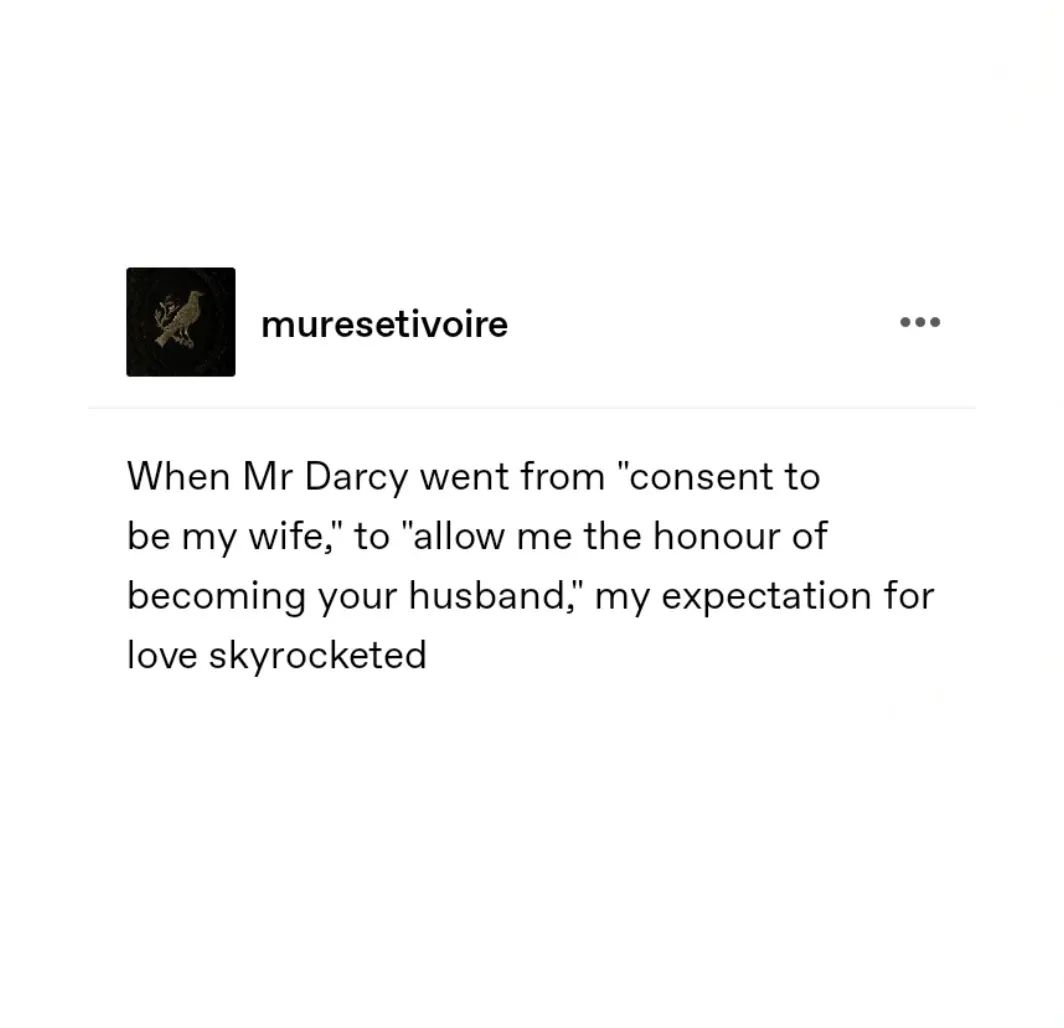 muresetivoire
When Mr Darcy went from "consent to
be my wife," to "allow me the honour of
becoming your husband," my expectation for
love skyrocketed